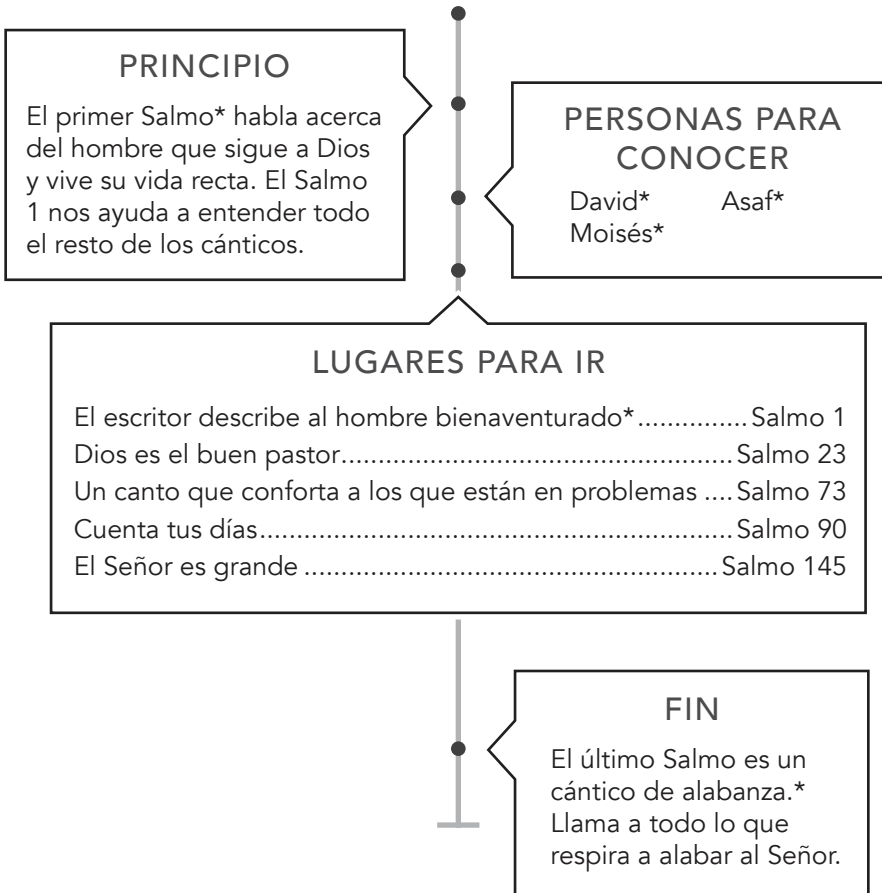 PRINCIPIO
El primer Salmo* habla acerca
del hombre que sigue a Dios
y vive su vida recta. El Salmo
1 nos ayuda a entender todo
el resto de los cánticos.
PERSONAS PARA
CONOCER
David* Asaf*
Moisés*
LUGARES PARA IR
El escritor describe al hombre bienaventurado*...............Salmo 1
Dios es el buen pastor.....................................................Salmo 23
Un canto que conforta a los que están en problemas ....Salmo 73
Cuenta tus días................................................................Salmo 90
El Señor es grande ........................................................Salmo 145
FIN
El último Salmo es un
cántico de alabanza.*
Llama a todo lo que
respira a alabar al Señor.